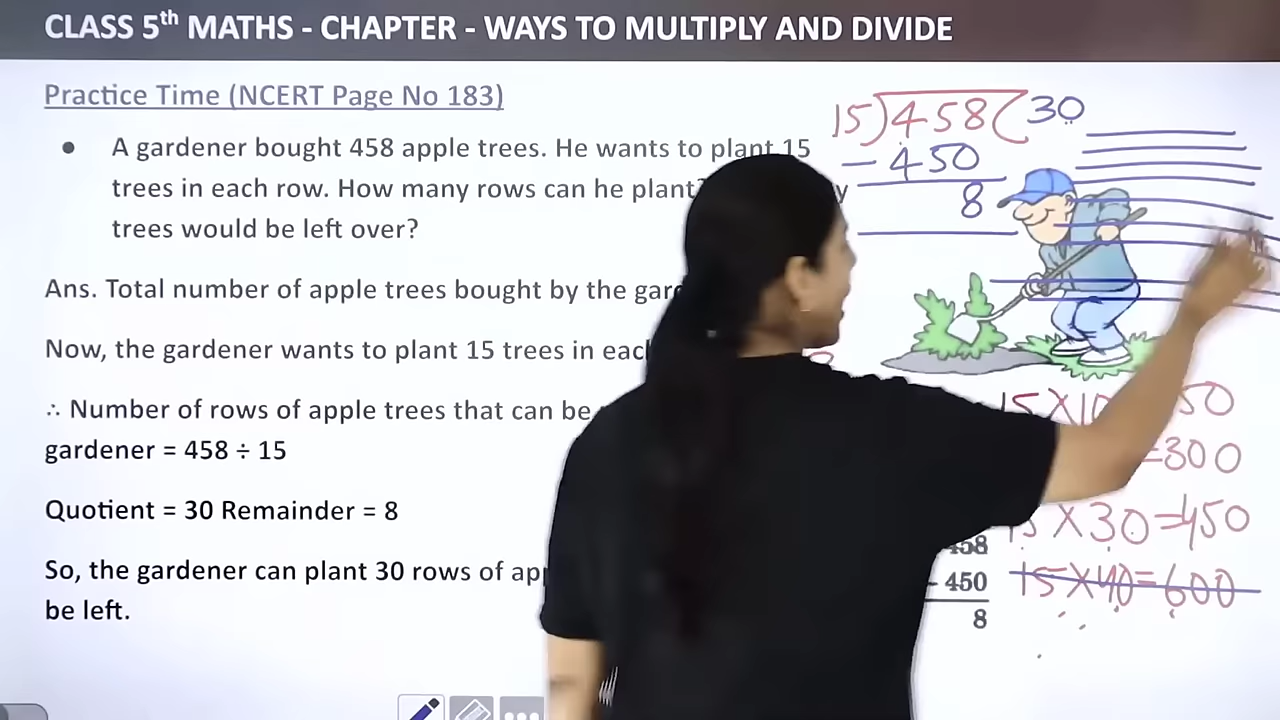 CLASS 5th MATHS - CHAPTER - WAYS TO MULTIPLY AND DIVIDE
Practice Time (NCERT Page No 183)
● A gardener bought 458 apple trees. He wants to plant 15
trees in each row. How many rows can he plant?
trees would be left over?
Ans. Total number of apple trees bought by the
Now, the gardener wants to plant 15 trees in
∴ Number of rows of apple trees that can be
gardener = 458 ÷ 15
Quotient = 30 Remainder = 8
So, the gardener can plant 30 rows of
be left.
15)458(30
- 450
8
15 X
= 300
15 X 30 = 450
15 X 40 = 600
458
- 450
8